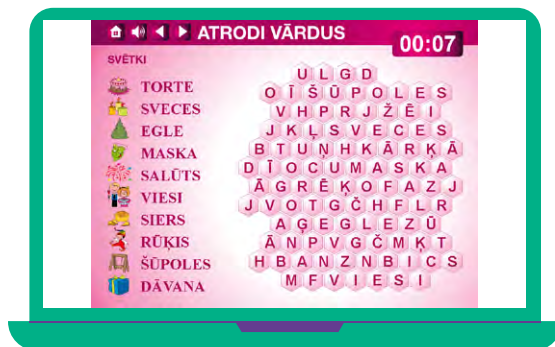 ATRODI VĀRDUS
00:07
SVĒTKI
TORTE
SVECES
EGLE
MASKA
SALŪTS
VIESI
SIERS
RŪĶIS
ŠŪPOLES
DĀVANA
U L G D
O Ī Š Ū P O L E S
V H P R J Ž Ē I
J K Ļ S V E C E S
B T U Ņ H K Ā R Ķ Ā
D Ī O C U M A S K A
Ā G R Ē Ķ O F A Z J
J V O T G Č H F L R
A Ģ E G L E Z Ū
Ā N P V G Č M Ķ T
H B A N Z N B I C S
M F V I E S I